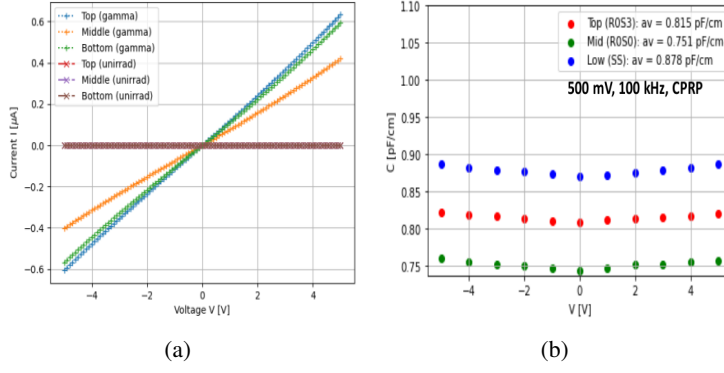 Top (gamma)
Middle (gamma)
Bottom (gamma)
Top (unirrad)
Middle (unirrad)
Bottom (unirrad)
0.6
0.4
0.2
0.0
−0.2
−0.4
−0.6
Current I [μA]
−4
−2
0
2
4
Voltage V [V]
(a)
Top (R0S3): av = 0.815 pF/cm
Mid (R0S0): av = 0.751 pF/cm
Low (SS): av = 0.878 pF/cm
500 mV, 100 kHz, CPRP
1.10
1.05
1.00
0.95
0.90
0.85
0.80
0.75
C [pF/cm]
−4
−2
0
2
4
V [V]
(b)